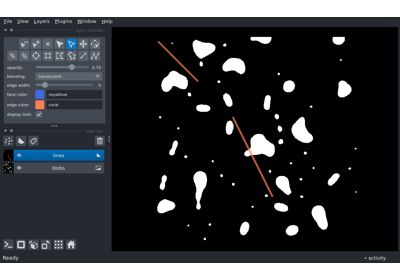 File View Layers Plugins Window Help
opacity: 0.70
blending: translucent
edge width: 5
face color: royalblue
edge color: coral
display text: ✓
lines
blobs
Ready
activity